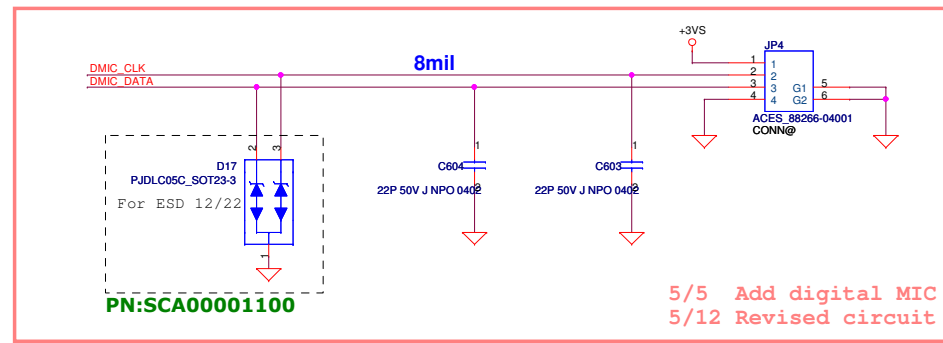 +3VS
JP4
8mil
DMIC_CLK
DMIC_DATA
1 1
2 2
3 3 G1 5
4 4 G2 6
ACES_88266-04001
CONN@
2 3
D17
PJDLC05C_SOT23-3
For ESD 12/22
1
PN:SCA00001100
1
C604
2
22P 50V J NPO 0402
1
C603
2
22P 50V J NPO 0402
5/5 Add digital MIC
5/12 Revised circuit